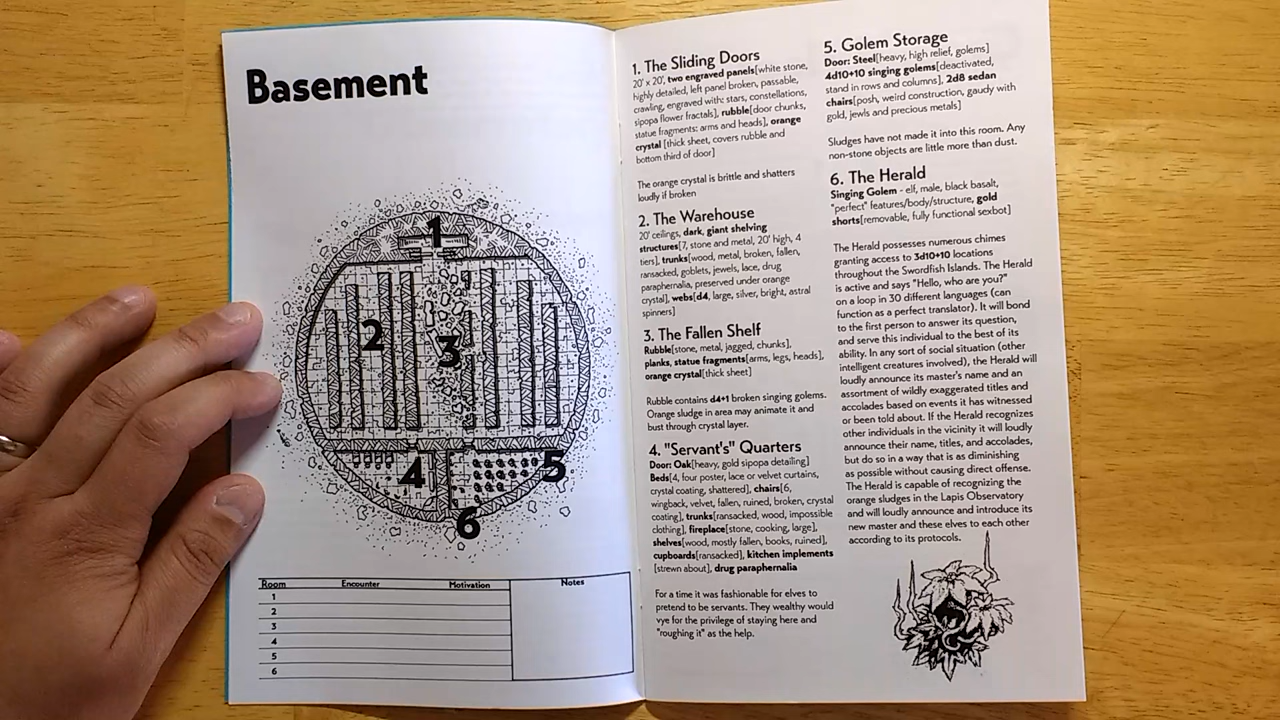 Basement
1
2
3
4
5
6
Room Encounter Motivation Notes
1
2
3
4
5
6
1. The Sliding Doors
20' x 20', two engraved panels[white stone,
highly detailed, left panel broken, passable,
crawling, engraved with: stars, constellations,
sipopa flower fractals], rubble[door chunks,
statue fragments: arms and heads], orange
crystal [thick sheet, covers rubble and
bottom third of door]
The orange crystal is brittle and shatters
loudly if broken
2. The Warehouse
20' ceilings, dark, giant shelving
structures[7, stone and metal, 20' high, 4
tiers], trunks[wood, metal, broken, fallen,
ransacked, goblets, jewels, lace, drug
paraphernalia, preserved under orange
crystal], webs[d4, large, silver, bright, astral
spinners]
3. The Fallen Shelf
Rubble[stone, metal, jagged, chunks],
planks, statue fragments[arms, legs, heads],
orange crystal[thick sheet]
Rubble contains d4+1 broken singing golems.
Orange sludge in area may animate it and
bust through crystal layer.
4. "Servant's" Quarters
Door: Oak[heavy, gold sipopa detailing]
Beds[4, four poster, lace or velvet curtains,
crystal coating, shattered], chairs[6,
wingback, velvet, fallen, ruined, broken, crystal
coating], trunks[ransacked, wood, impossible
clothing], fireplace[stone, cooking, large],
shelves[wood, mostly fallen, books, ruined],
cupboards[ransacked], kitchen implements
[strewn about], drug paraphernalia
For a time it was fashionable for elves to
pretend to be servants. They wealthy would
vye for the privilege of staying here and
"roughing it" as the help.
5. Golem Storage
Door: Steel[heavy, high relief, golems]
4d10+10 singing golems[deactivated,
stand in rows and columns], 2d8 sedan
chairs[posh, weird construction, gaudy with
gold, jewls and precious metals]
Sludges have not made it into this room. Any
non-stone objects are little more than dust.
6. The Herald
Singing Golem - elf, male, black basalt,
"perfect" features/body/structure, gold
shorts[removable, fully functional sexbot]
The Herald possesses numerous chimes
granting access to 3d10+10 locations
throughout the Swordfish Islands. The Herald
is active and says "Hello, who are you?"
on a loop in 30 different languages (can
function as a perfect translator). It will bond
to the first person to answer its question,
and serve this individual to the best of its
ability. In any sort of social situation (other
intelligent creatures involved), the Herald will
loudly announce its master's name and an
assortment of wildly exaggerated titles and
accolades based on events it has witnessed
or been told about. If the Herald recognizes
other individuals in the vicinity it will loudly
announce their name, titles, and accolades,
but do so in a way that is as diminishing
as possible without causing direct offense.
The Herald is capable of recognizing the
orange sludges in the Lapis Observatory
and will loudly announce and introduce its
new master and these elves to each other
according to its protocols.